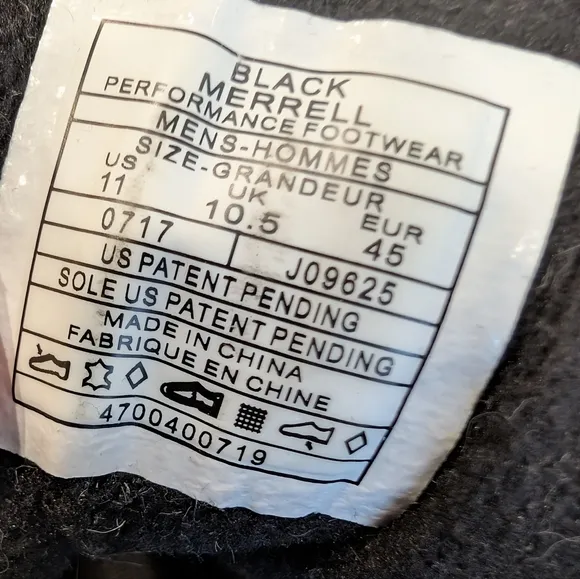 BLACK
MERRELL
PERFORMANCE FOOTWEAR
MENS-HOMMES
SIZE-GRANDEUR
US UK EUR
11 10.5 45
0717 J09625
US PATENT PENDING
SOLE US PATENT PENDING
MADE IN CHINA
FABRIQUE EN CHINE
4700400719